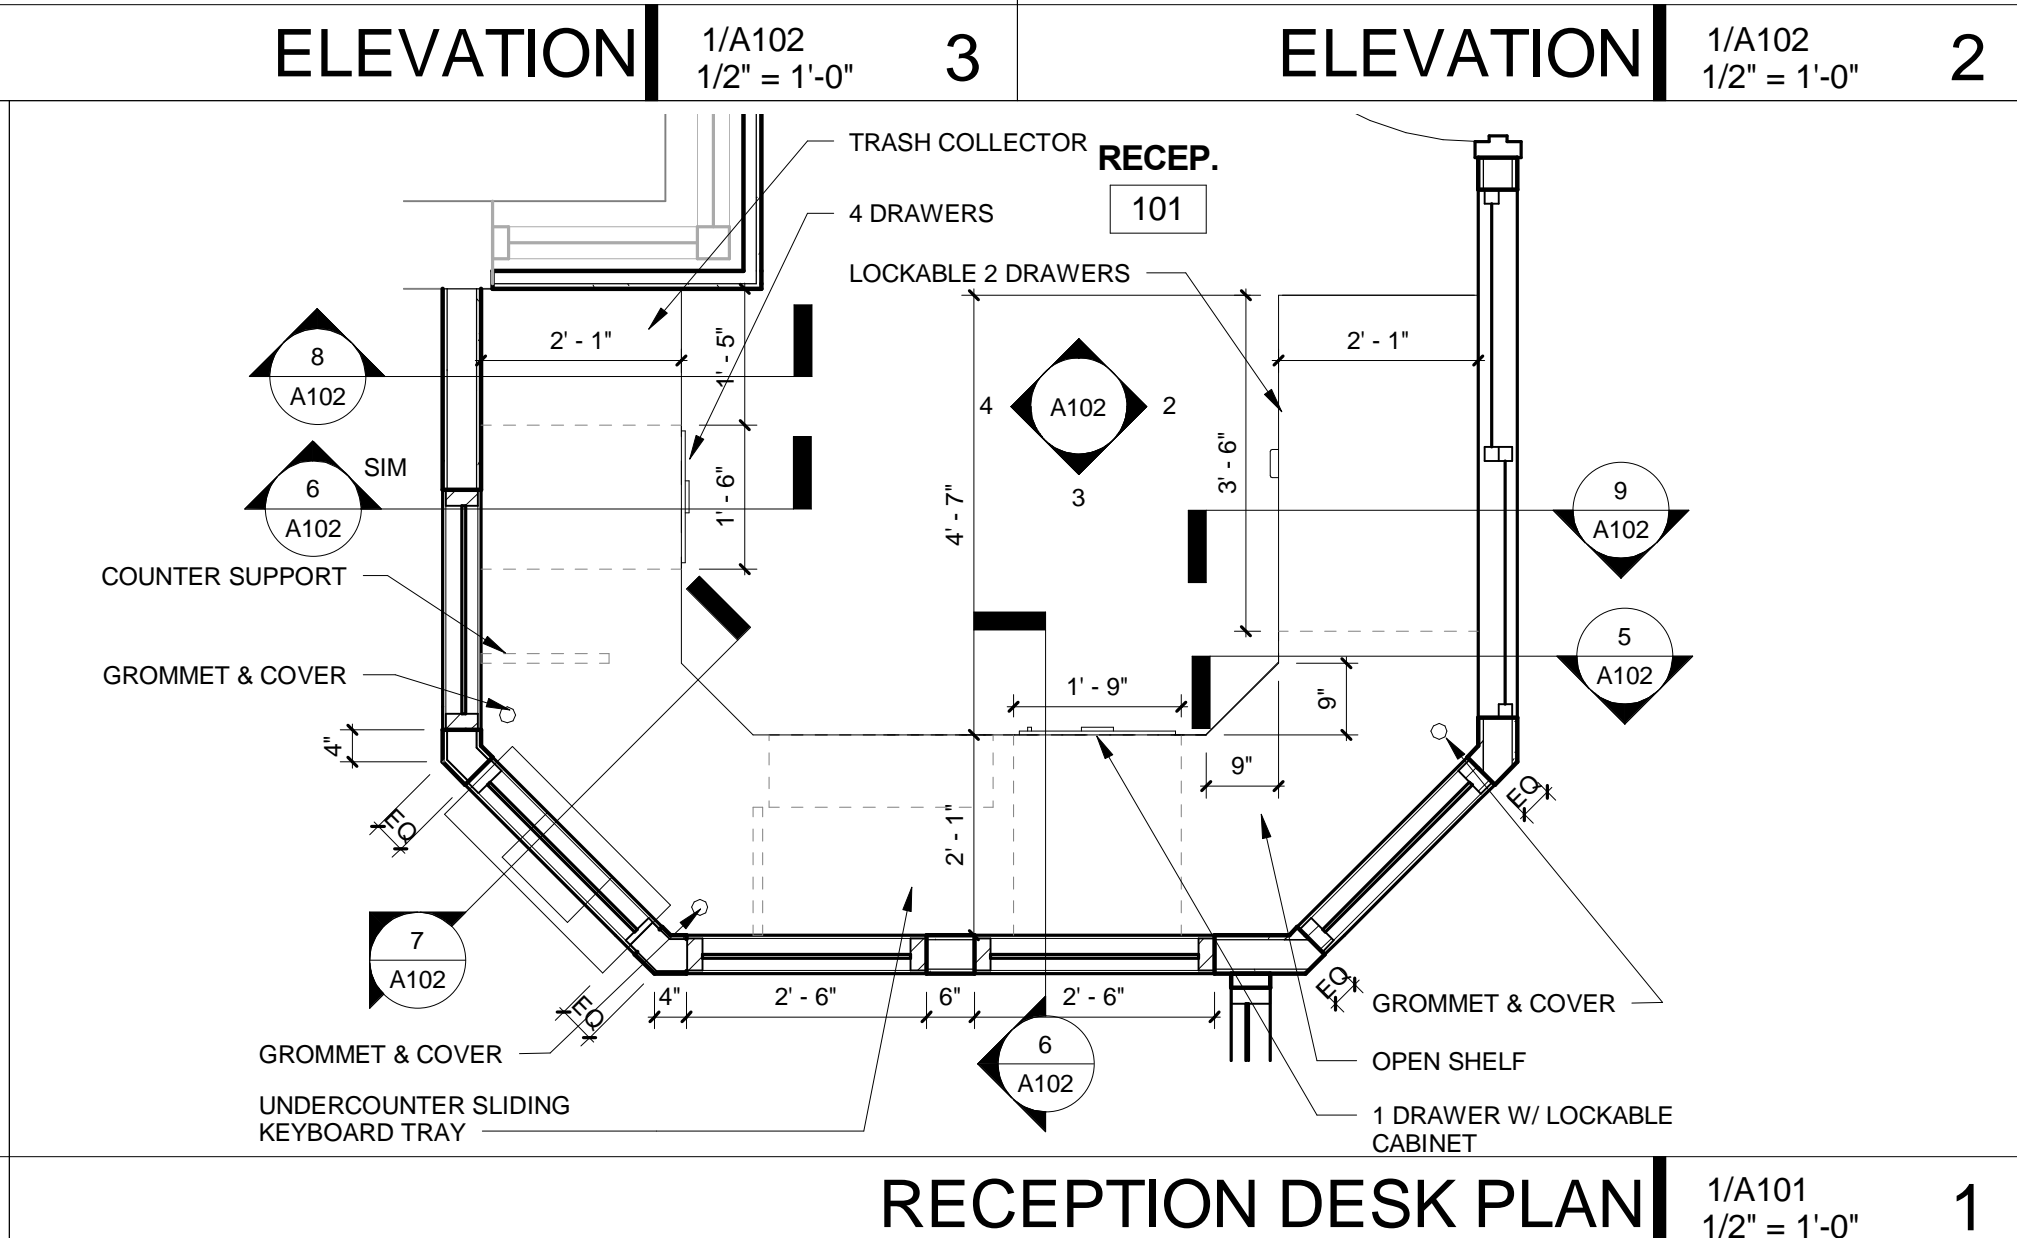 ELEVATION
1/A102
1/2" = 1'-0"
3
ELEVATION
1/A102
1/2" = 1'-0"
2
TRASH COLLECTOR
RECEP.
101
4 DRAWERS
LOCKABLE 2 DRAWERS
2' - 1"
1' - 5"
2' - 1"
8
A102
4
A102
2
3
SIM
6
A102
1' - 6"
4' - 7"
3' - 6"
9
A102
COUNTER SUPPORT
5
A102
GROMMET & COVER
1' - 9"
9"
4"
9"
EQ
EQ
2' - 1"
7
A102
4"
2' - 6"
6"
2' - 6"
EQ
EQ
GROMMET & COVER
GROMMET & COVER
6
A102
OPEN SHELF
UNDERCOUNTER SLIDING
KEYBOARD TRAY
1 DRAWER W/ LOCKABLE
CABINET
RECEPTION DESK PLAN
1/A101
1/2" = 1'-0"
1